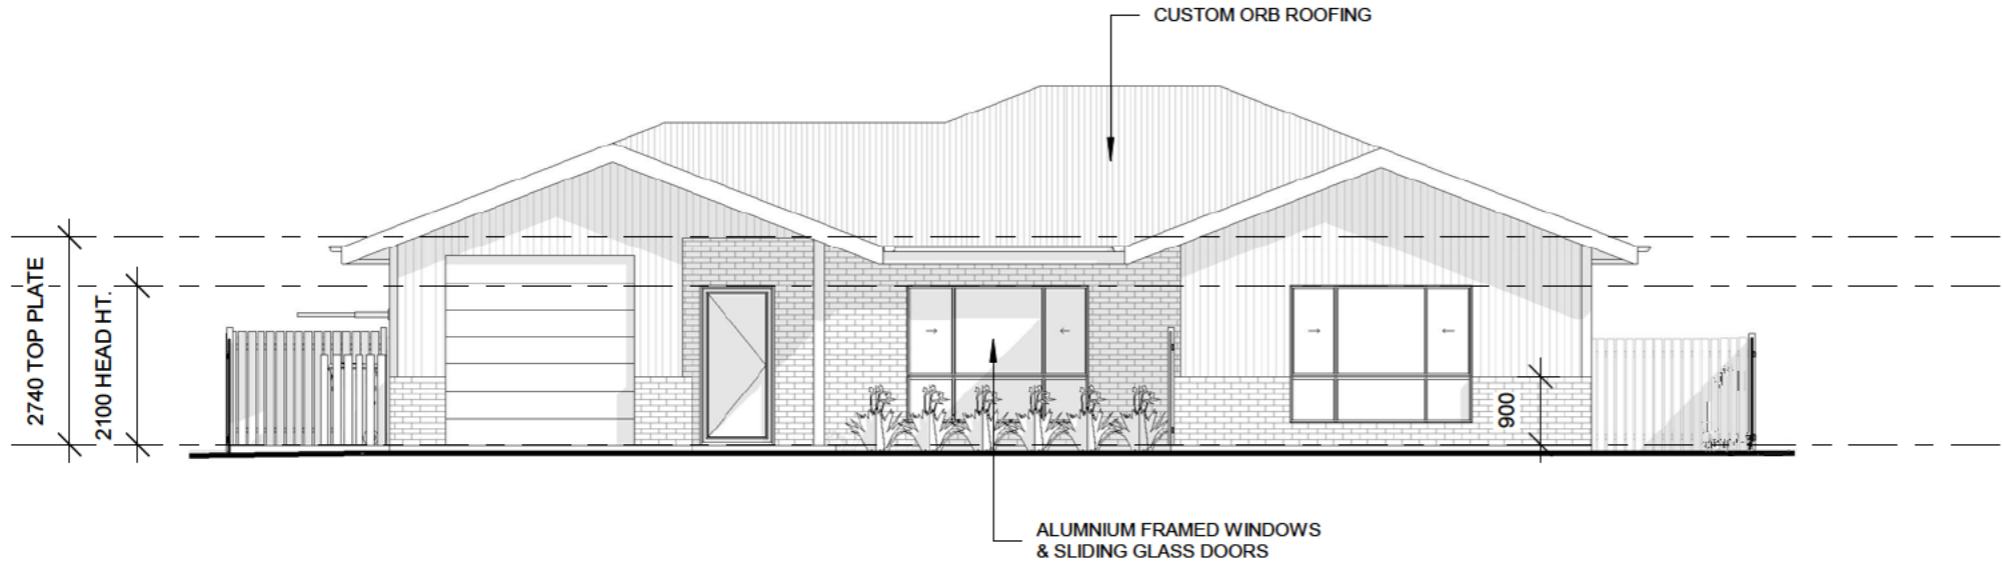 CUSTOM ORB ROOFING
2740 TOP PLATE
2100 HEAD HT.
900
ALUMNIUM FRAMED WINDOWS
& SLIDING GLASS DOORS